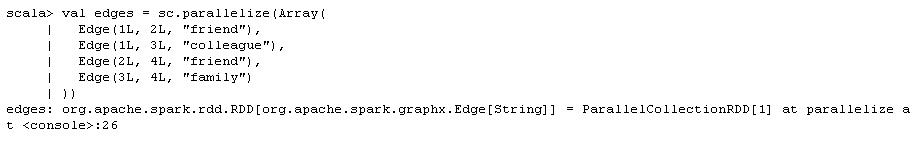 scala> val edges = sc.parallelize(Array(
     |   Edge(1L, 2L, "friend"),
     |   Edge(1L, 3L, "colleague"),
     |   Edge(2L, 4L, "friend"),
     |   Edge(3L, 4L, "family")
     | ))
edges: org.apache.spark.rdd.RDD[org.apache.spark.graphx.Edge[String]] = ParallelCollectionRDD[1] at parallelize a
t <console>:26